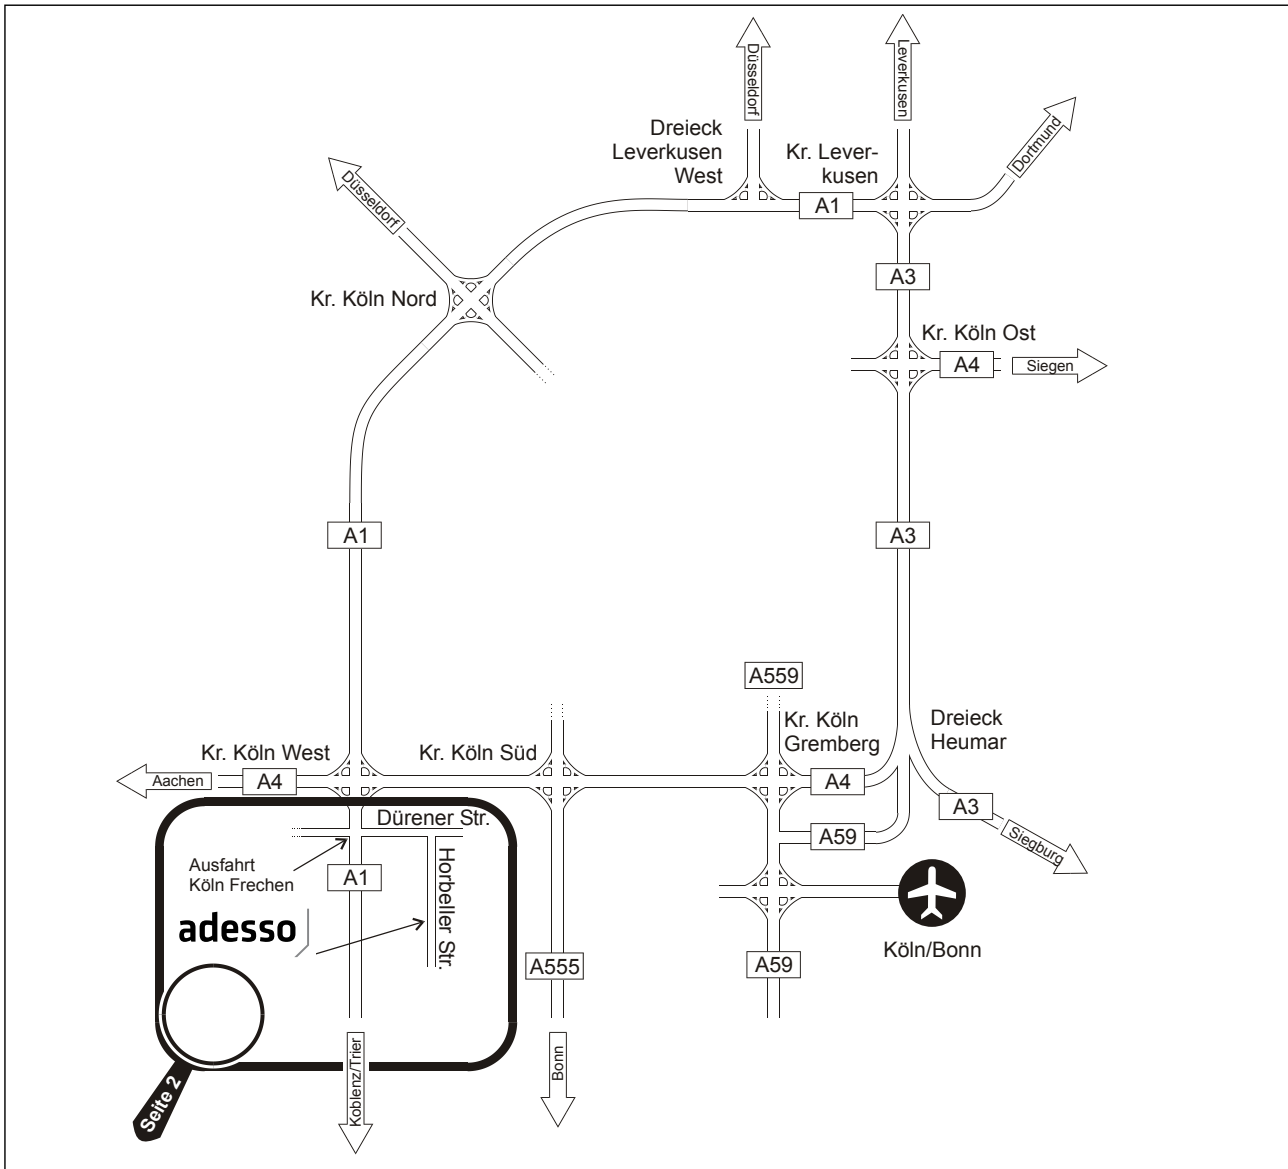 Düsseldorf
Leverkusen
Dortmund
Dreieck
Leverkusen
West
Kr. Lever-
kusen
A1
Düsseldorf
A3
Kr. Köln Nord
Kr. Köln Ost
A4
Siegen
A1
A3
A559
Kr. Köln
Gremberg
Dreieck
Heumar
Kr. Köln West
Kr. Köln Süd
Aachen
A4
A4
A3
Siegburg
Dürener Str.
A59
Ausfahrt
Köln Frechen
A1
Horbeller Str.
adesso
Köln/Bonn
A555
A59
Koblenz/Trier
Bonn
Seite 2